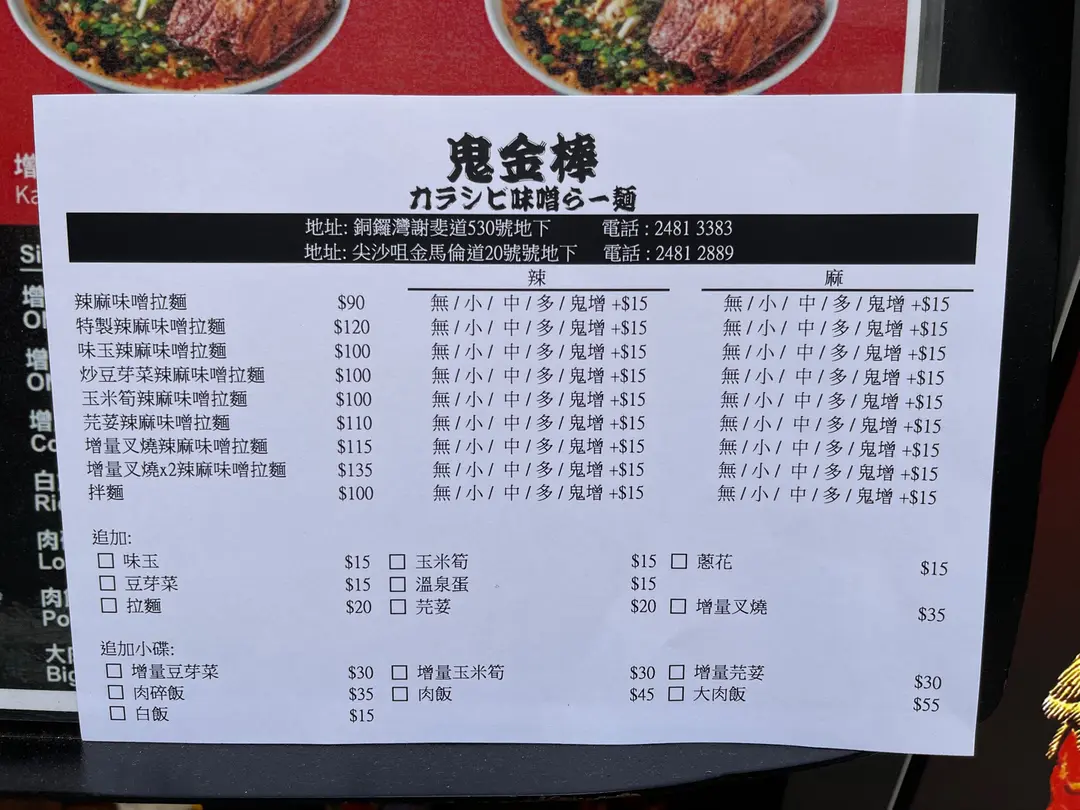 鬼金棒
カラシビ味噌らー麺
地址: 銅鑼灣謝斐道530號地下 電話 : 2481 3383
地址: 尖沙咀金馬倫道20號號地下 電話 : 2481 2889
辣 麻
辣麻味噌拉麵 $90 無 / 小 / 中 / 多 / 鬼增 +$15 無 / 小 / 中 / 多 / 鬼增 +$15
特製辣麻味噌拉麵 $120 無 / 小 / 中 / 多 / 鬼增 +$15 無 / 小 / 中 / 多 / 鬼增 +$15
味玉辣麻味噌拉麵 $100 無 / 小 / 中 / 多 / 鬼增 +$15 無 / 小 / 中 / 多 / 鬼增 +$15
炒豆芽菜辣麻味噌拉麵 $100 無 / 小 / 中 / 多 / 鬼增 +$15 無 / 小 / 中 / 多 / 鬼增 +$15
玉米筍辣麻味噌拉麵 $100 無 / 小 / 中 / 多 / 鬼增 +$15 無 / 小 / 中 / 多 / 鬼增 +$15
芫荽辣麻味噌拉麵 $110 無 / 小 / 中 / 多 / 鬼增 +$15 無 / 小 / 中 / 多 / 鬼增 +$15
增量叉燒辣麻味噌拉麵 $115 無 / 小 / 中 / 多 / 鬼增 +$15 無 / 小 / 中 / 多 / 鬼增 +$15
增量叉燒x2辣麻味噌拉麵 $135 無 / 小 / 中 / 多 / 鬼增 +$15 無 / 小 / 中 / 多 / 鬼增 +$15
拌麵 $100 無 / 小 / 中 / 多 / 鬼增 +$15 無 / 小 / 中 / 多 / 鬼增 +$15
追加:
□ 味玉 $15 □ 玉米筍 $15 □ 蔥花 $15
□ 豆芽菜 $15 □ 溫泉蛋 $15
□ 拉麵 $20 □ 芫荽 $20 □ 增量叉燒 $35
追加小碟:
□ 增量豆芽菜 $30 □ 增量玉米筍 $30 □ 增量芫荽 $30
□ 肉碎飯 $35 □ 肉飯 $45 □ 大肉飯 $55
□ 白飯 $15
增
Ka
Si
增
增
增
Co
白
Ri
肉
Lo
肉
Po
大
Big